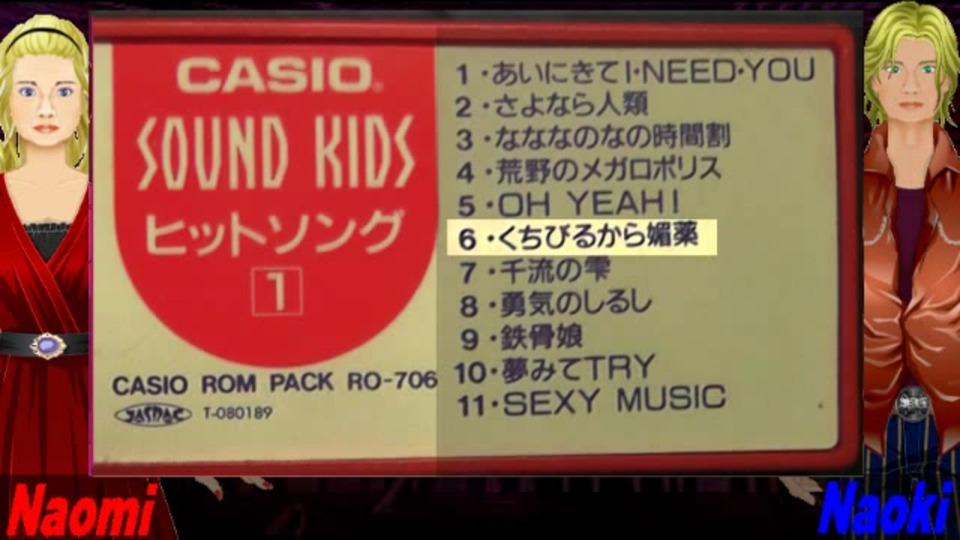 CASIO
SOUND KIDS
ヒットソング
1
CASIO ROM PACK RO-706
JASRAC T-080189
1・あいにきてI・NEED・YOU
2・さよなら人類
3・なななのなの時間割
4・荒野のメガロポリス
5・OH YEAH!
6・くちびるから媚薬
7・千流の雫
8・勇気のしるし
9・鉄骨娘
10・夢みてTRY
11・SEXY MUSIC
Naomi
Naoki